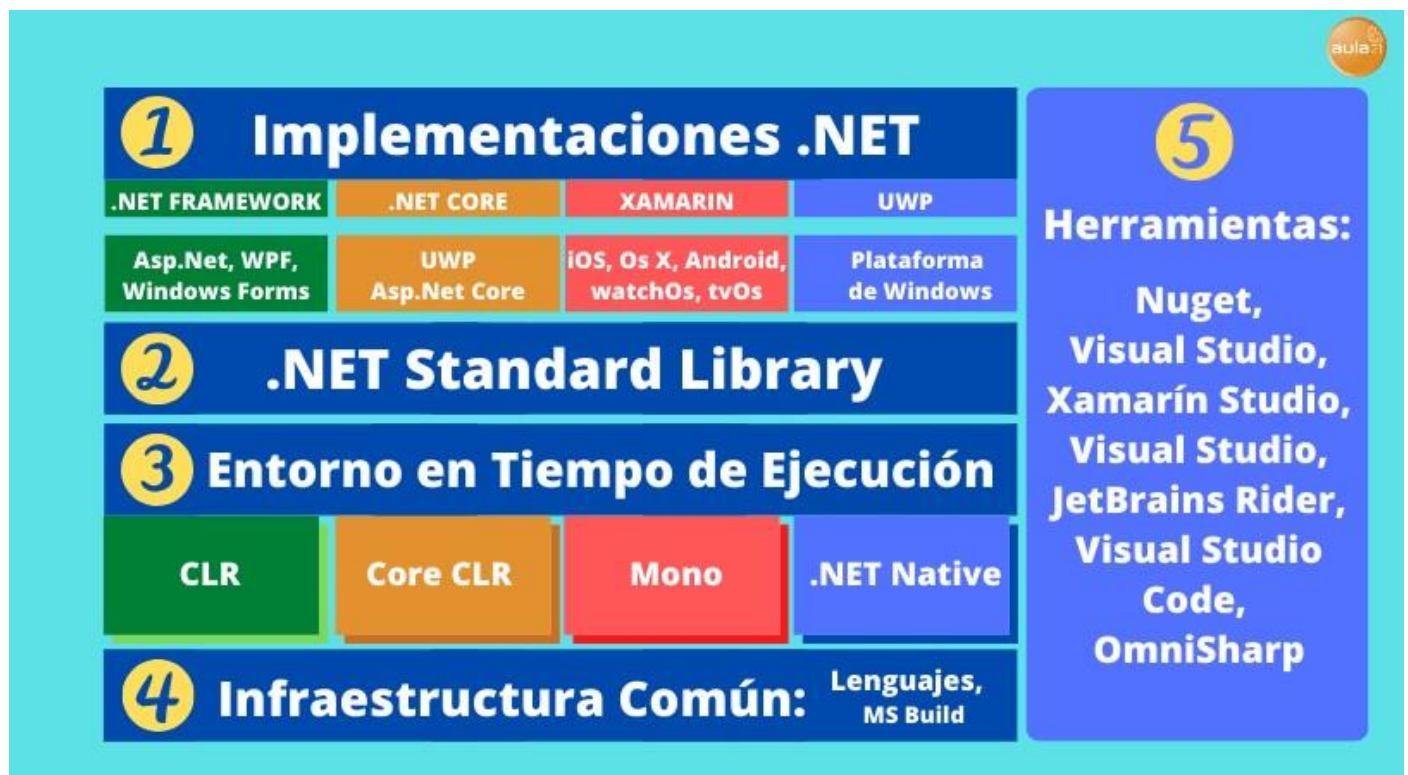 aula21
1
Implementaciones .NET
.NET FRAMEWORK
.NET CORE
XAMARIN
UWP
Asp.Net, WPF,
Windows Forms
UWP
Asp.Net Core
iOS, Os X, Android,
watchOs, tvOs
Plataforma
de Windows
2
.NET Standard Library
3
Entorno en Tiempo de Ejecución
CLR
Core CLR
Mono
.NET Native
4
Infraestructura Común:
Lenguajes,
MS Build
5
Herramientas:
Nuget,
Visual Studio,
Xamarín Studio,
Visual Studio,
JetBrains Rider,
Visual Studio
Code,
OmniSharp